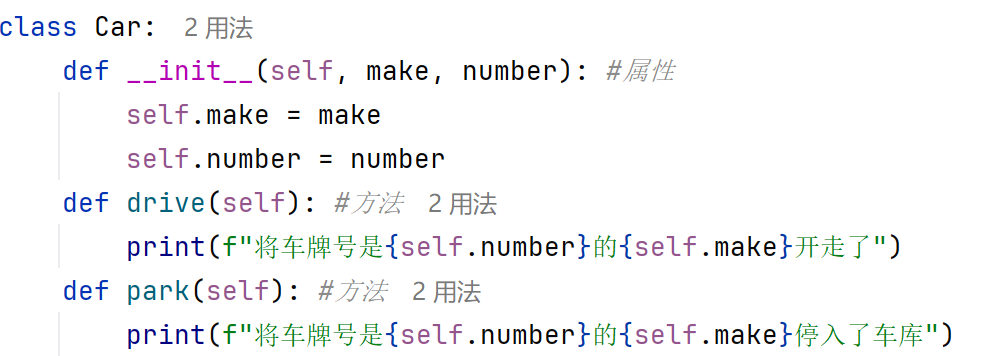 class Car: 2 用法
    def __init__(self, make, number): #属性
        self.make = make
        self.number = number
    def drive(self): #方法 2 用法
        print(f"将车牌号是{self.number}的{self.make}开走了")
    def park(self): #方法 2 用法
        print(f"将车牌号是{self.number}的{self.make}停入了车库")